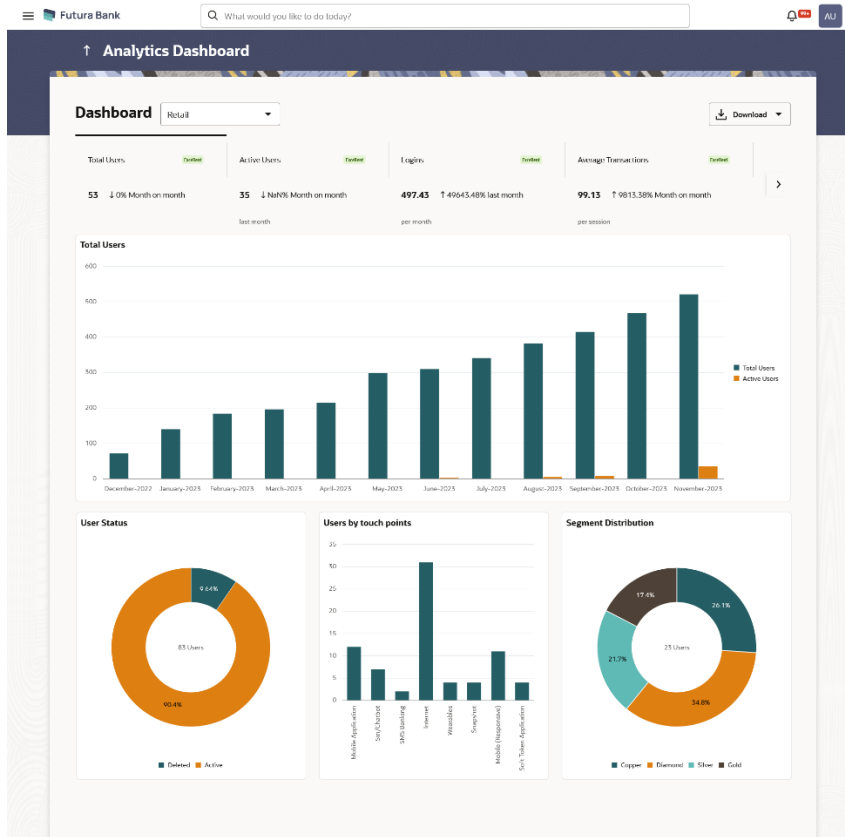 Futura Bank
What would you like to do today?
99+
AU
↑ Analytics Dashboard
Dashboard
Retail
Download
Total Users
Excellent
Active Users
Excellent
Logins
Excellent
Average Transactions
Excellent
53 ↓ 0% Month on month
35 ↓ NaN% Month on month
497.43 ↑ 49643.48% last month
99.13 ↑ 9813.38% Month on month
last month
per month
per session
Total Users
600
500
400
300
200
100
0
December-2022 January-2023 February-2023 March-2023 April-2023 May-2023 June-2023 July-2023 August-2023 September-2023 October-2023 November-2023
Total Users
Active Users
User Status
9.64%
83 Users
90.4%
Deleted Active
Users by touch points
35
30
25
20
15
10
5
0
Mobile Application
Siri/Chatbot
SMS Banking
Internet
Wearables
Snapshot
Mobile (Responsive)
Soft Token Application
Segment Distribution
17.4%
26.1%
23 Users
21.7%
34.8%
Copper Diamond Silver Gold